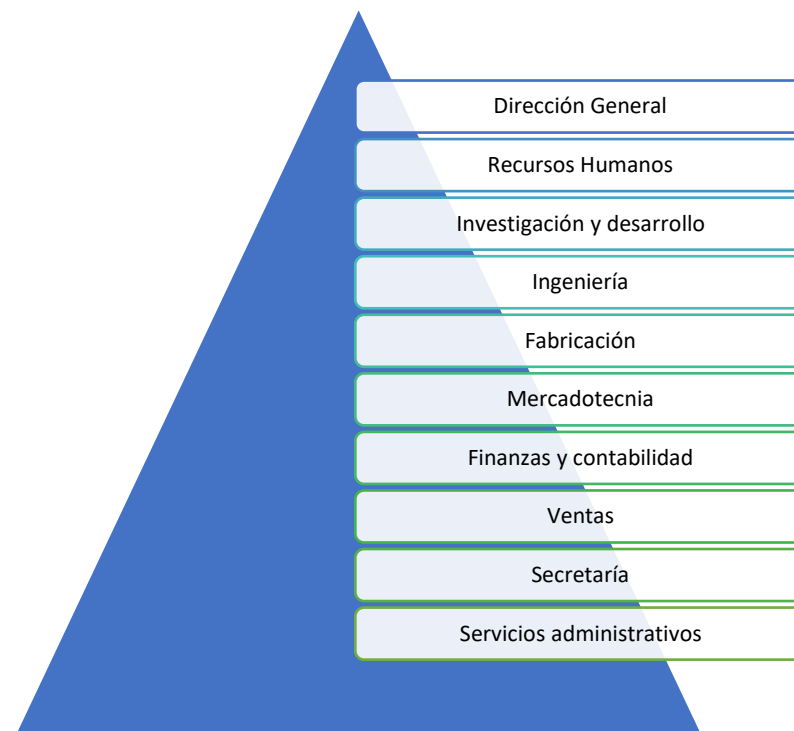 Dirección General
Recursos Humanos
Investigación y desarrollo
Ingeniería
Fabricación
Mercadotecnia
Finanzas y contabilidad
Ventas
Secretaría
Servicios administrativos